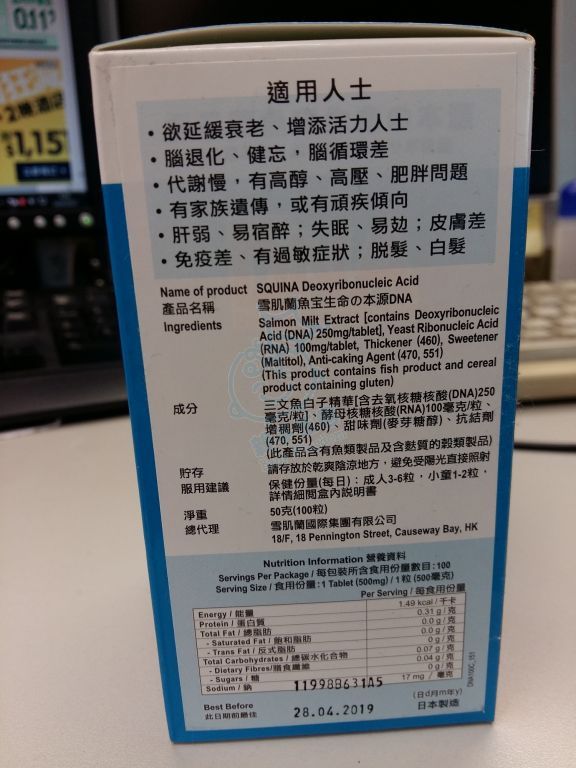 適用人士
•欲延緩衰老、增添活力人士
•腦退化、健忘，腦循環差
•代謝慢，有高醇、高壓、肥胖問題
•有家族遺傳，或有頑疾傾向
•肝弱、易宿醉；失眠、易攰；皮膚差
•免疫差、有過敏症狀；脱髮、白髮
Name of product SQUINA Deoxyribonucleic Acid
產品名稱 雪肌蘭魚宝生命の本源DNA
Ingredients Salmon Milt Extract [contains Deoxyribonucleic
Acid (DNA) 250mg/tablet], Yeast Ribonucleic Acid
(RNA) 100mg/tablet, Thickener (460), Sweetener
(Maltitol), Anti-caking Agent (470, 551)
(This product contains fish product and cereal
product containing gluten)
成分 三文魚白子精華[含去氧核糖核酸(DNA)250
毫克/粒]、酵母核糖核酸(RNA)100毫克/粒、
增稠劑(460)、甜味劑(麥芽糖醇)、抗結劑
(470, 551)
(此產品含有魚類製品及含麩質的穀類製品)
貯存 請存放於乾爽陰涼地方，避免受陽光直接照射
服用建議 保健份量(每日)：成人3-6粒，小童1-2粒，
詳情細閲盒內説明書
淨重 50克(100粒)
總代理 雪肌蘭國際集團有限公司
18/F, 18 Pennington Street, Causeway Bay, HK
Nutrition Information 營養資料
Servings Per Package / 每包裝所含食用份量數目：100
Serving Size / 食用份量：1 Tablet (500mg) / 1粒 (500毫克)
Per Serving / 每食用份量
Energy / 能量 1.49 kcal / 千卡
Protein / 蛋白質 0.31 g / 克
Total Fat / 總脂肪 0.0 g / 克
- Saturated Fat / 飽和脂肪 0.0 g / 克
- Trans Fat / 反式脂肪 0 g / 克
Total Carbohydrates / 總碳水化合物 0.07 g / 克
- Dietary Fibres / 膳食纖維 0.04 g / 克
- Sugars / 糖 0 g / 克
Sodium / 鈉 17 mg / 毫克
11998B631A5
Best Before
此日期前最佳 28.04.2019
(日d月m年y)
日本製造